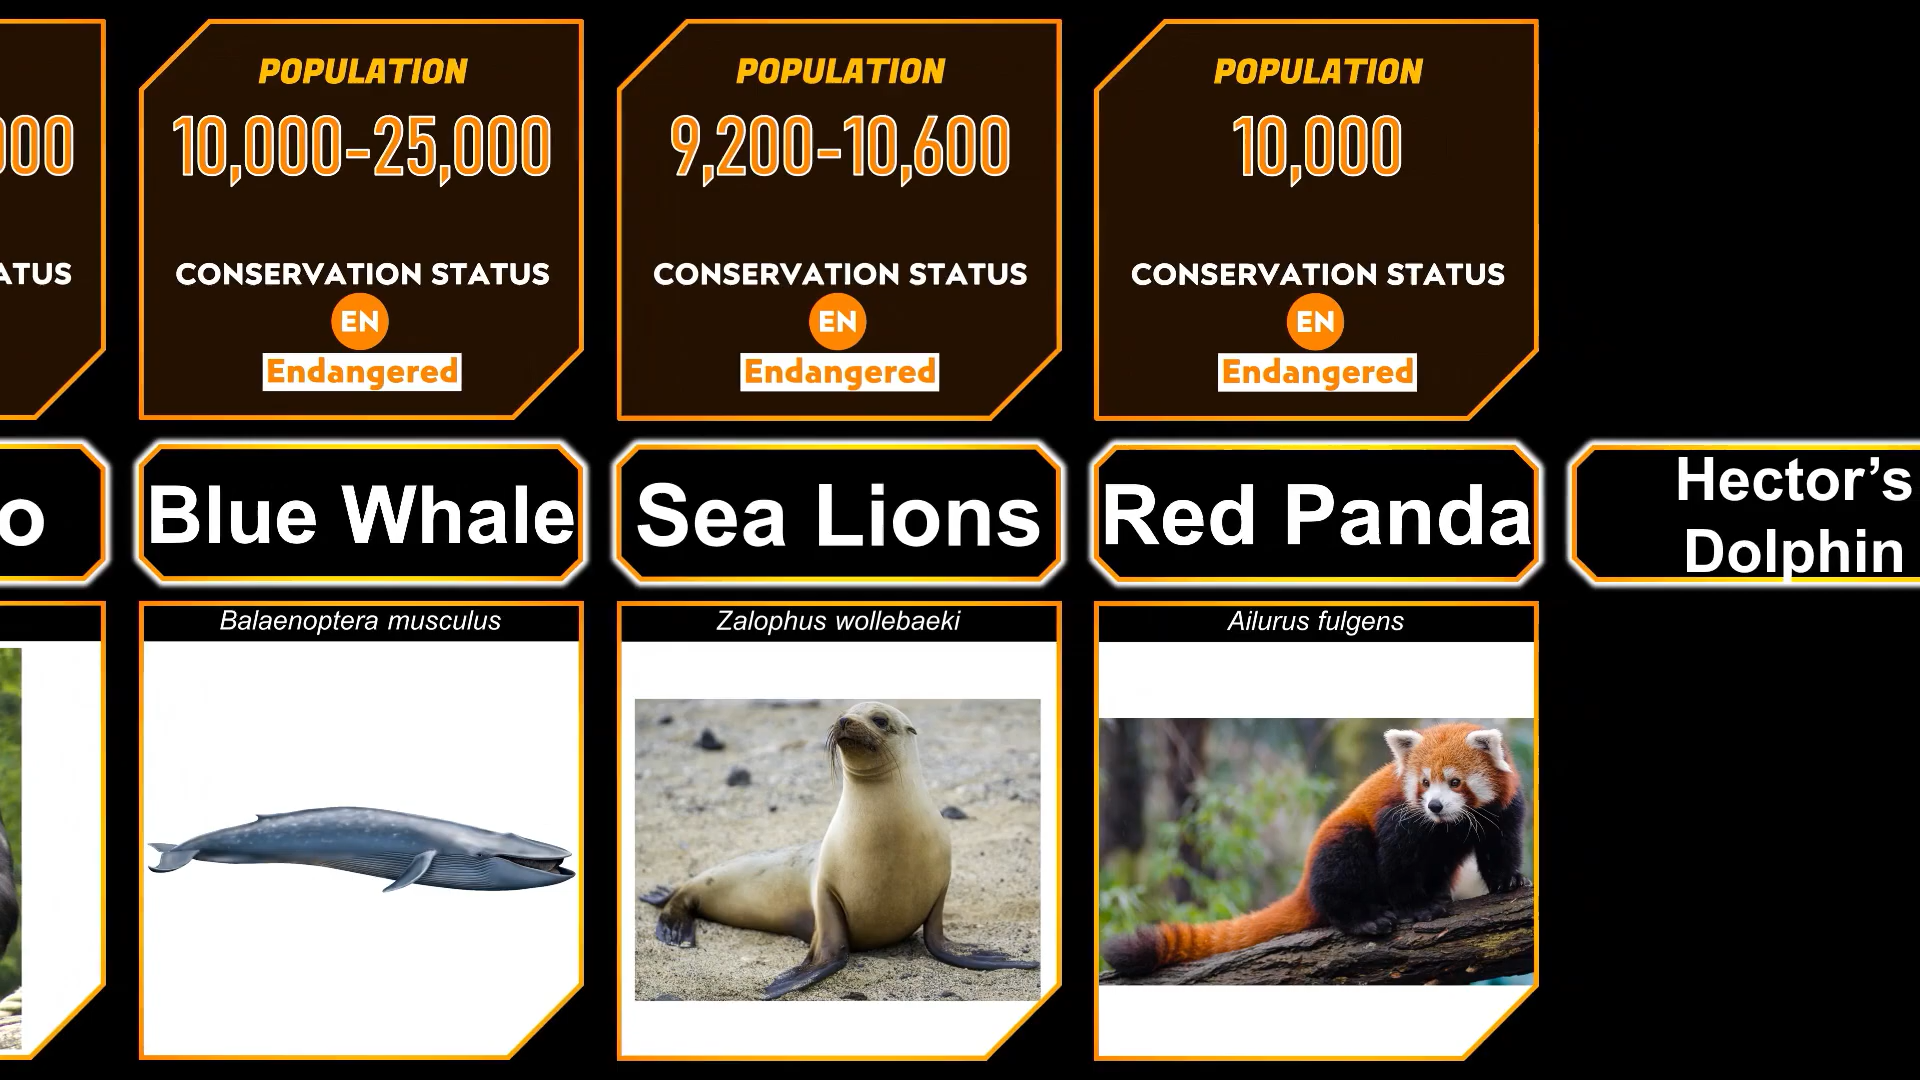 000
ATUS
o
POPULATION
10,000-25,000
CONSERVATION STATUS
EN
Endangered
Blue Whale
Balaenoptera musculus
POPULATION
9,200-10,600
CONSERVATION STATUS
EN
Endangered
Sea Lions
Zalophus wollebaeki
POPULATION
10,000
CONSERVATION STATUS
EN
Endangered
Red Panda
Ailurus fulgens
Hector’s
Dolphin